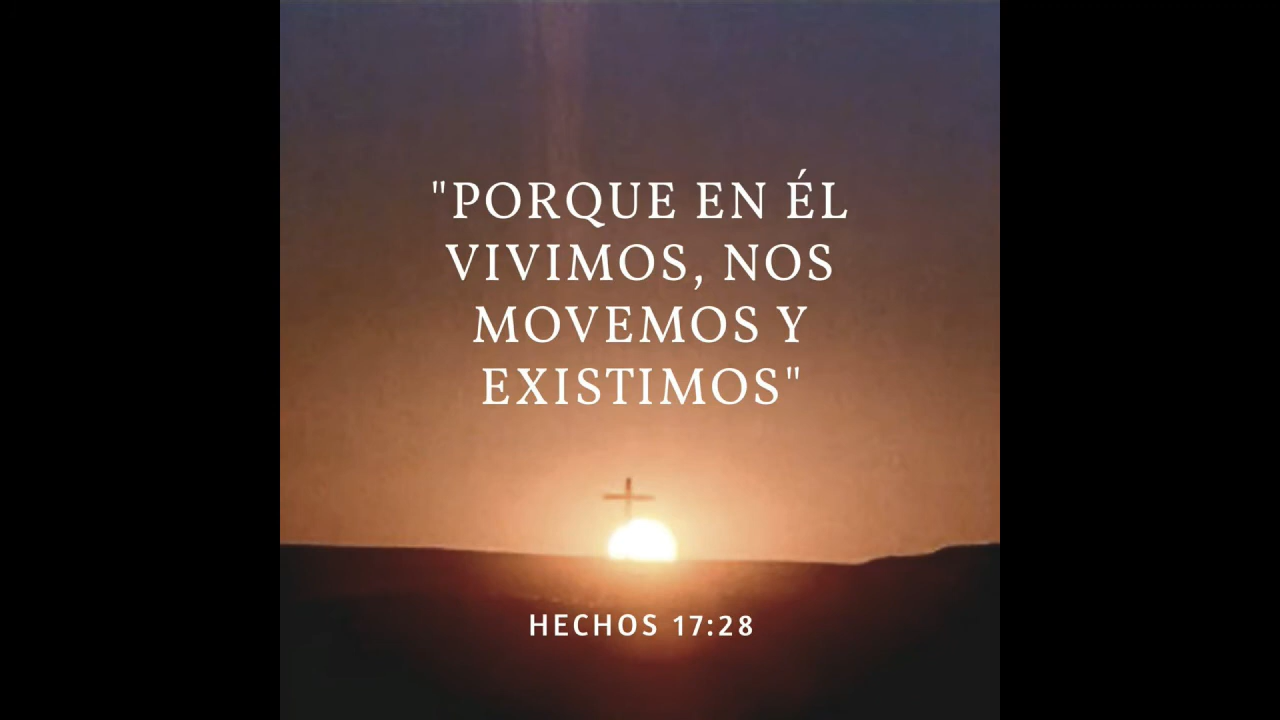 "PORQUE EN ÉL
VIVIMOS, NOS
MOVEMOS Y
EXISTIMOS"
HECHOS 17:28